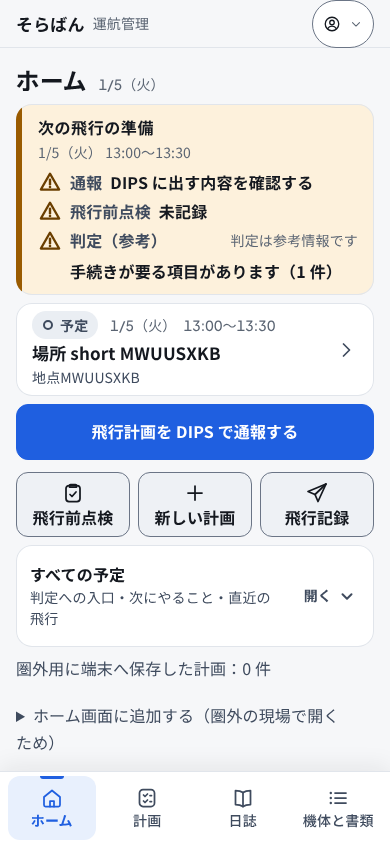 そらばん 運航管理
ホーム 1/5（火）
次の飛行の準備
1/5（火） 13:00〜13:30
通報 DIPS に出す内容を確認する
飛行前点検 未記録
判定（参考） 判定は参考情報です
手続きが要る項目があります（1 件）
予定 1/5（火） 13:00〜13:30
場所 short MWUUSXKB
地点MWUUSXKB
飛行計画を DIPS で通報する
飛行前点検 新しい計画 飛行記録
すべての予定
判定への入口・次にやること・直近の
飛行
開く
圏外用に端末へ保存した計画：0 件
ホーム画面に追加する（圏外の現場で開く
ため）
ホーム 計画 日誌 機体と書類